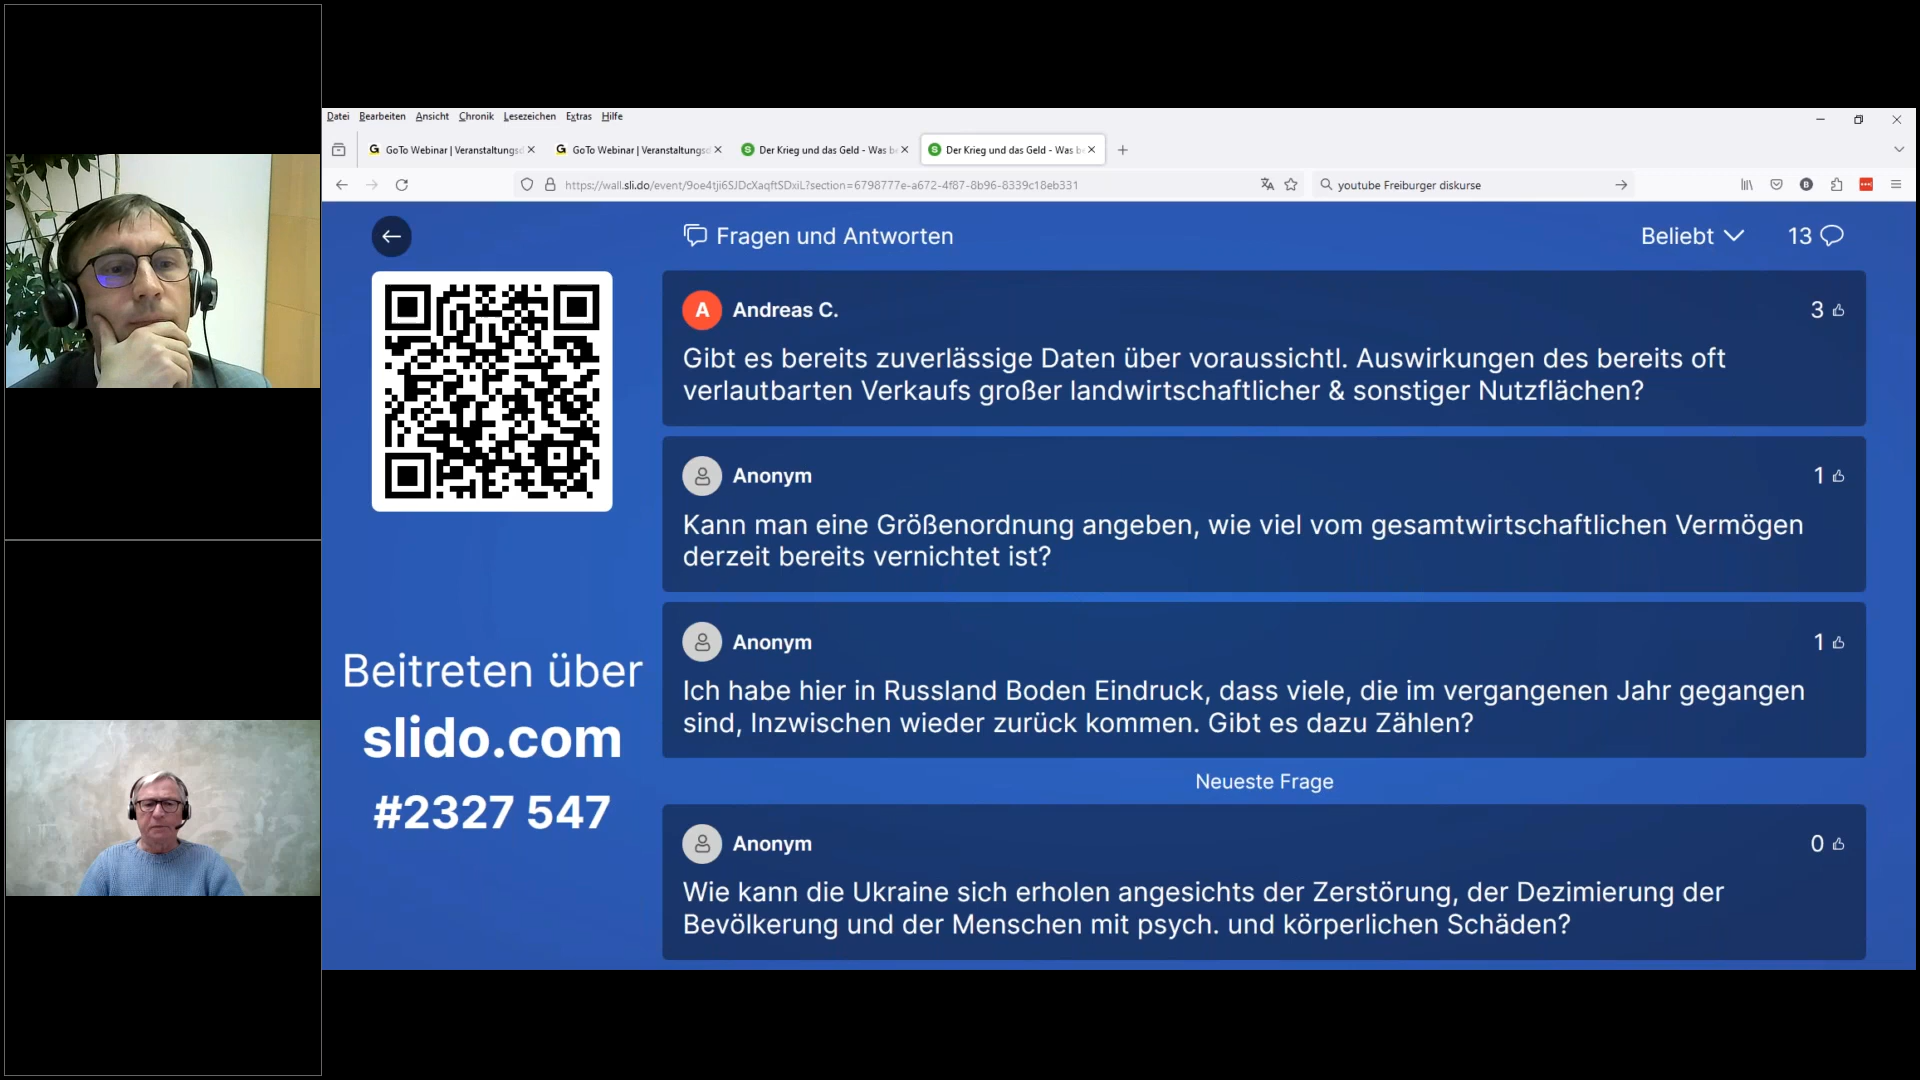 Datei Bearbeiten Ansicht Chronik Lesezeichen Extras Hilfe
GoTo Webinar | Veranstaltungsd
GoTo Webinar | Veranstaltungsd
Der Krieg und das Geld - Was b
Der Krieg und das Geld - Was b
https://wall.sli.do/event/9oe4tji6SJDcXaqftSDxiL?section=6798777e-a672-4f87-8b96-8339c18eb331
youtube Freiburger diskurse
Fragen und Antworten
Beliebt
13
A
Andreas C.
3
Gibt es bereits zuverlässige Daten über voraussichtl. Auswirkungen des bereits oft
verlautbarten Verkaufs großer landwirtschaftlicher & sonstiger Nutzflächen?
Anonym
1
Kann man eine Größenordnung angeben, wie viel vom gesamtwirtschaftlichen Vermögen
derzeit bereits vernichtet ist?
Anonym
1
Ich habe hier in Russland Boden Eindruck, dass viele, die im vergangenen Jahr gegangen
sind, Inzwischen wieder zurück kommen. Gibt es dazu Zählen?
Neueste Frage
Anonym
0
Wie kann die Ukraine sich erholen angesichts der Zerstörung, der Dezimierung der
Bevölkerung und der Menschen mit psych. und körperlichen Schäden?
Beitreten über
slido.com
#2327 547